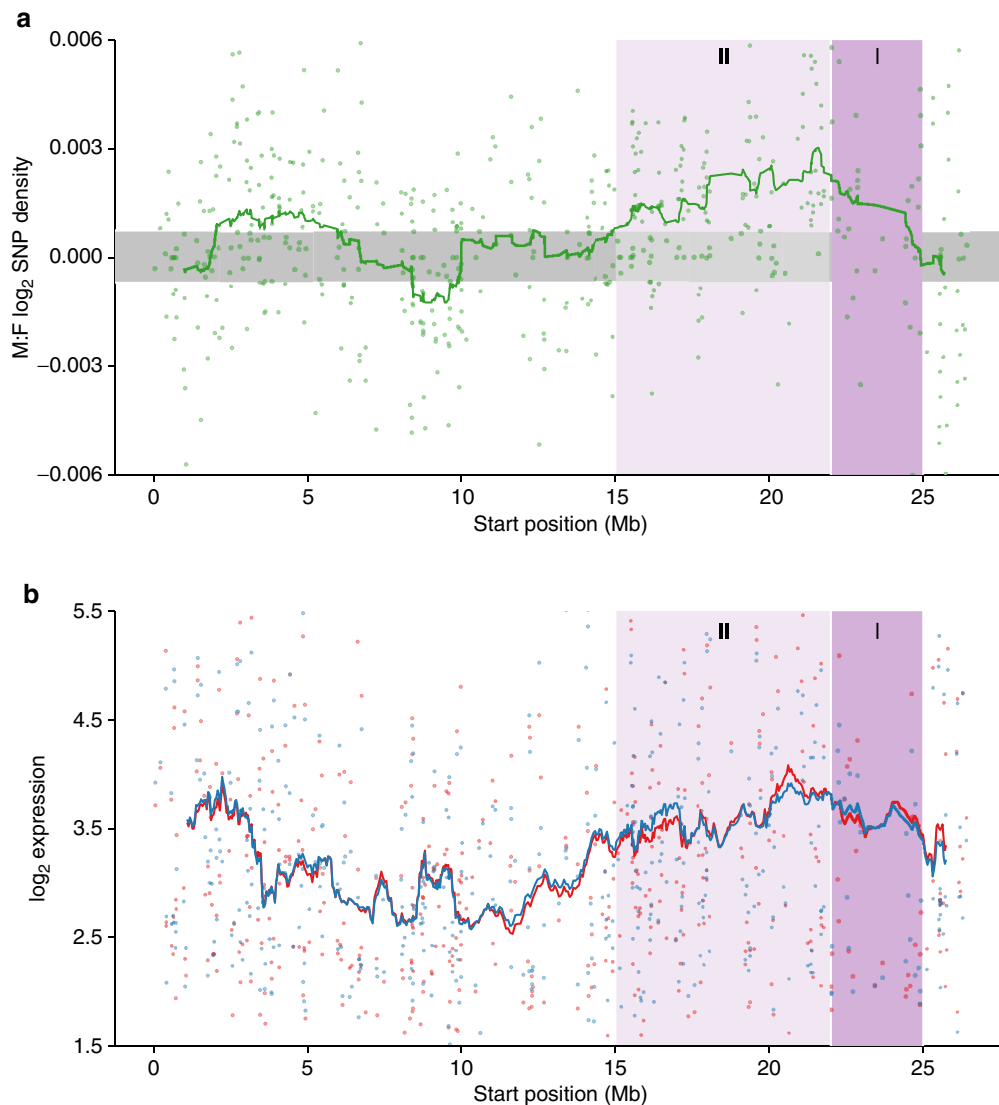 a
0.006
0.003
0.000
−0.003
−0.006
M:F log2 SNP density
II
I
0
5
10
15
20
25
Start position (Mb)
b
5.5
4.5
3.5
2.5
1.5
log2 expression
II
I
0
5
10
15
20
25
Start position (Mb)